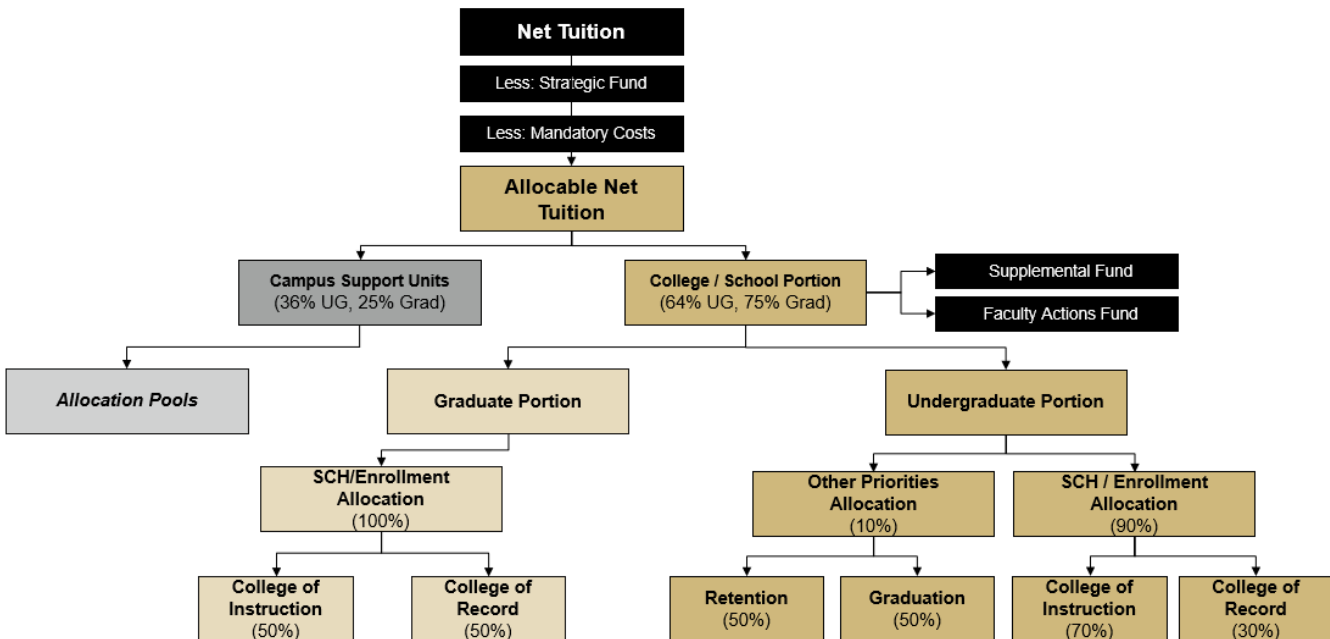 Net Tuition
Less: Strategic Fund
Less: Mandatory Costs
Allocable Net
Tuition
Campus Support Units
(36% UG, 25% Grad)
College / School Portion
(64% UG, 75% Grad)
Supplemental Fund
Faculty Actions Fund
Allocation Pools
Graduate Portion
Undergraduate Portion
SCH/Enrollment
Allocation
(100%)
Other Priorities
Allocation
(10%)
SCH / Enrollment
Allocation
(90%)
College of
Instruction
(50%)
College of
Record
(50%)
Retention
(50%)
Graduation
(50%)
College of
Instruction
(70%)
College of
Record
(30%)